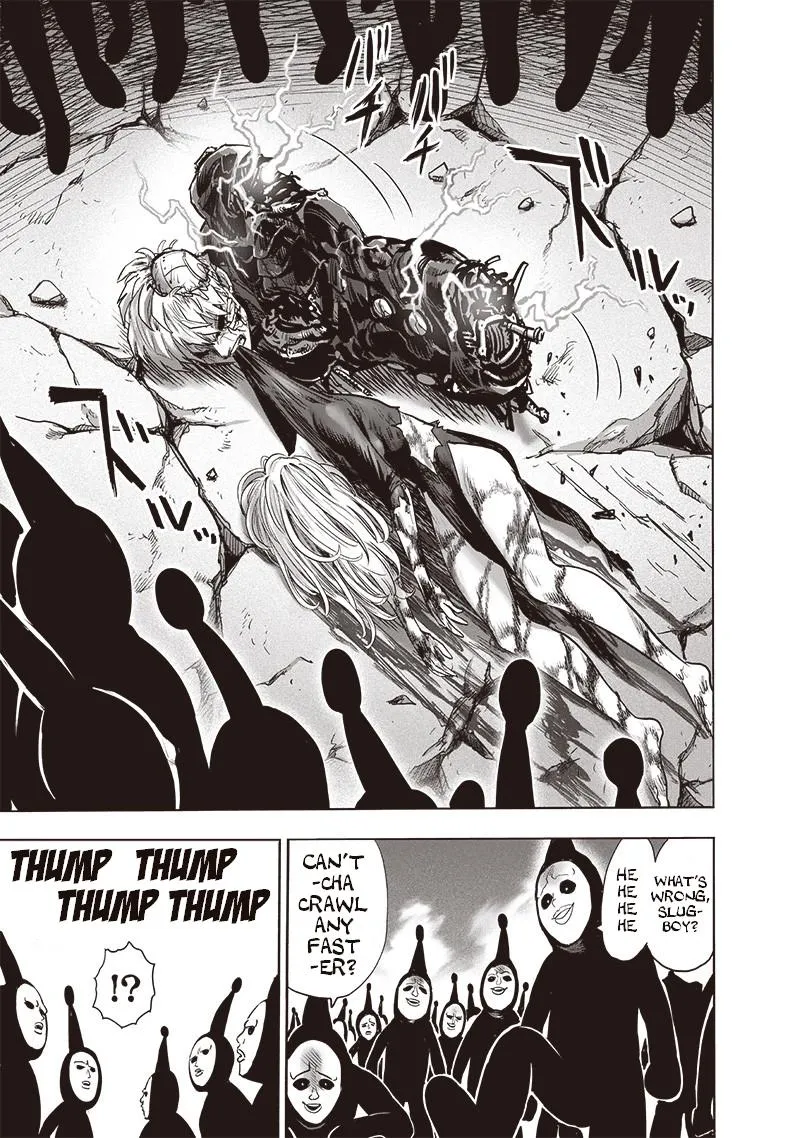 バチ
バチ
ズ
ルッ
ズ
ルッ
WHAT'S
WRONG,
SLUG-
BOY?
HE
HE
HE
HE
CAN'T
-CHA
CRAWL
ANY
FAST
-ER?
THUMP THUMP
THUMP THUMP
!?